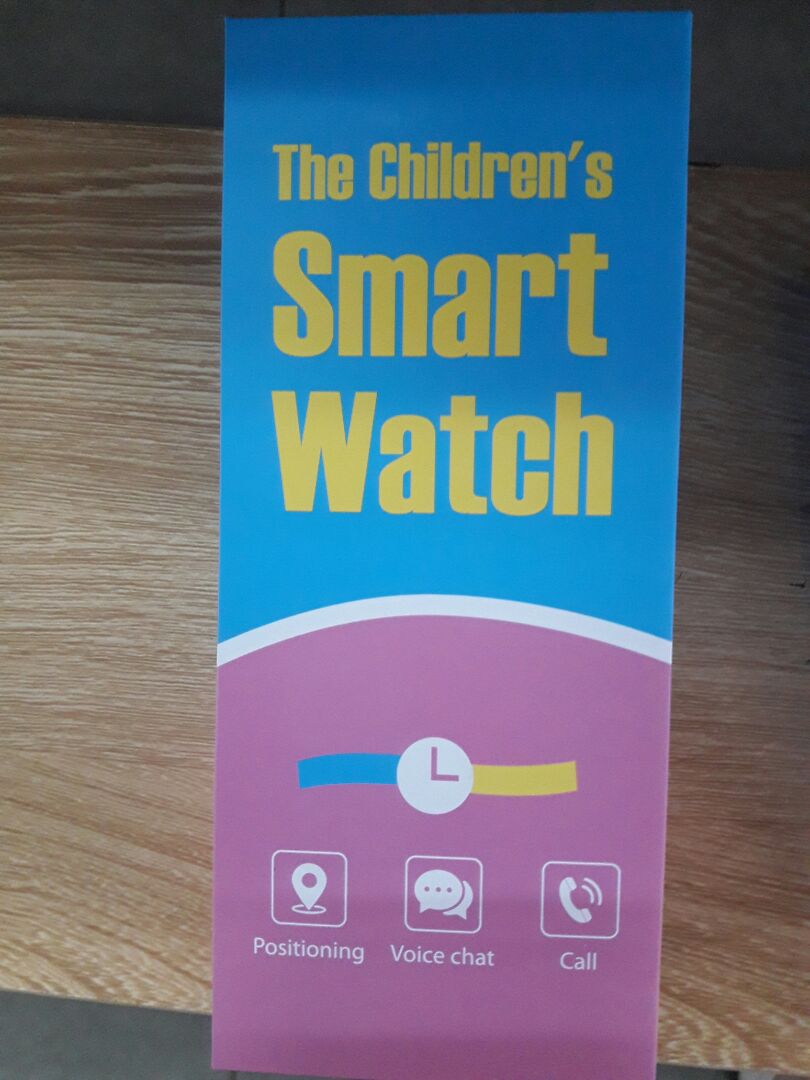 The Children's
Smart
Watch
Positioning
Voice chat
Call